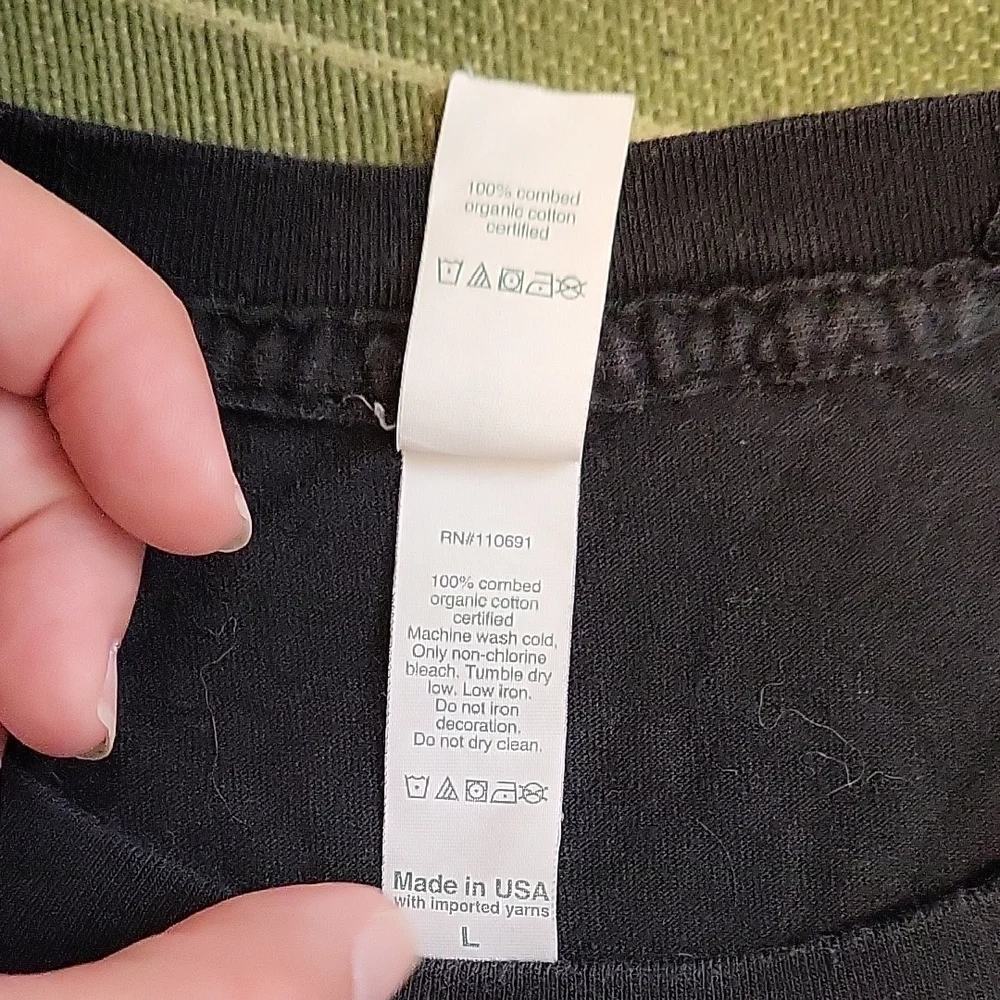 100% combed
organic cotton
certified
RN#110691
100% combed
organic cotton
certified
Machine wash cold,
Only non-chlorine
bleach. Tumble dry
low. Low iron.
Do not iron
decoration.
Do not dry clean.
Made in USA
with imported yarns
L